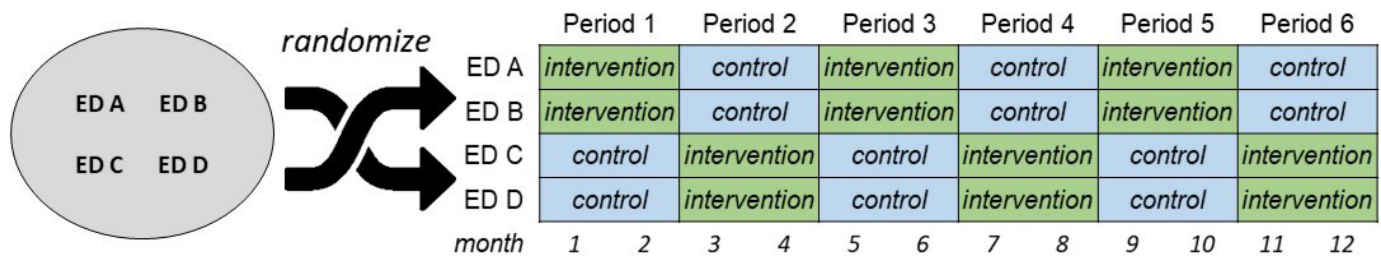 randomize
ED A ED B
ED C ED D
Period 1 Period 2 Period 3 Period 4 Period 5 Period 6
ED A intervention control intervention control intervention control
ED B intervention control intervention control intervention control
ED C control intervention control intervention control intervention
ED D control intervention control intervention control intervention
month 1 2 3 4 5 6 7 8 9 10 11 12